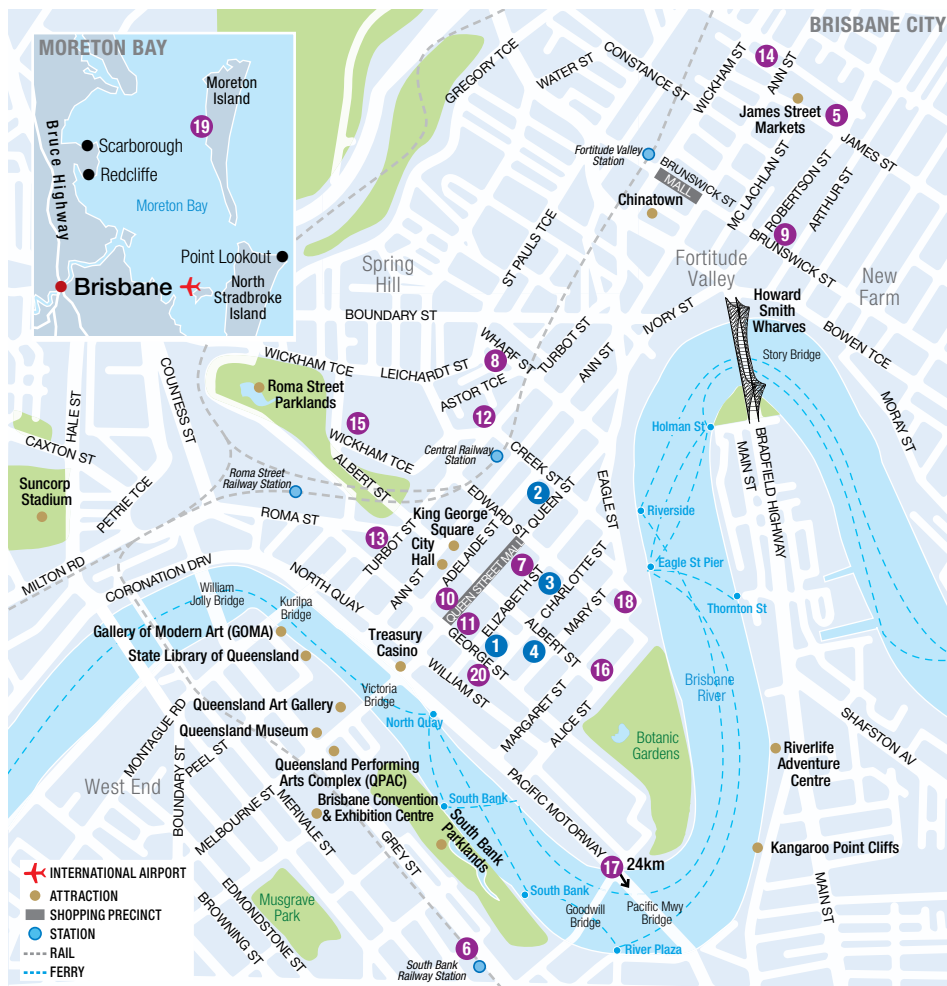 BRISBANE CITY
MORETON BAY
Moreton
Island
19
Scarborough
Redcliffe
Bruce Highway
Moreton Bay
Point Lookout
Brisbane
North
Stradbroke
Island
GREGORY TCE
WATER ST
CONSTANCE ST
WICKHAM ST
14
ANN ST
James Street
Markets
5
JAMES ST
Fortitude Valley
Station
BRUNSWICK ST
MALL
Chinatown
MC LACHLAN ST
ROBERTSON ST
ARTHUR ST
9
BRUNSWICK ST
ST PAULS TCE
Spring
Hill
Fortitude
Valley
New
Farm
BOUNDARY ST
IVORY ST
Howard
Smith
Wharves
Story Bridge
BOWEN TCE
MORAY ST
WHARF ST
TURBOT ST
ANN ST
WICKHAM TCE
LEICHARDT ST
8
ASTOR TCE
12
COUNTESS ST
HALE ST
Roma Street
Parklands
15
WICKHAM TCE
ALBERT ST
Central Railway
Station
CAXTON ST
Suncorp
Stadium
PETRIE TCE
Roma Street
Railway Station
ROMA ST
CREEK ST
2
QUEEN ST
EAGLE ST
Holman St
MAIN ST
BRADFIELD HIGHWAY
Riverside
EDWARD ST
King George
Square
City
Hall
13
TURBOT ST
ADELAIDE ST
ANN ST
MILTON RD
CORONATION DRV
NORTH QUAY
QUEEN STREET MALL
7
ELIZABETH ST
3
CHARLOTTE ST
Eagle St Pier
Thornton St
William
Jolly Bridge
Kurilpa
Bridge
10
11
GEORGE ST
1
ALBERT ST
4
MARY ST
18
Gallery of Modern Art (GOMA)
State Library of Queensland
Treasury
Casino
20
WILLIAM ST
16
MARGARET ST
ALICE ST
Brisbane
River
Victoria
Bridge
North Quay
Queensland Art Gallery
Queensland Museum
Queensland Performing
Arts Complex (QPAC)
Brisbane Convention
& Exhibition Centre
MONTAGUE RD
BOUNDARY ST
PEEL ST
West End
MELBOURNE ST
MERIVALE ST
GREY ST
Botanic
Gardens
SHAFSTON AV
Riverlife
Adventure
Centre
PACIFIC MOTORWAY
South Bank
South Bank
Parklands
17
24km
Kangaroo Point Cliffs
MAIN ST
South Bank
Goodwill
Bridge
Pacific Mwy
Bridge
River Plaza
Musgrave
Park
EDMONDSTONE ST
BROWNING ST
6
South Bank
Railway Station
INTERNATIONAL AIRPORT
ATTRACTION
SHOPPING PRECINCT
STATION
RAIL
FERRY